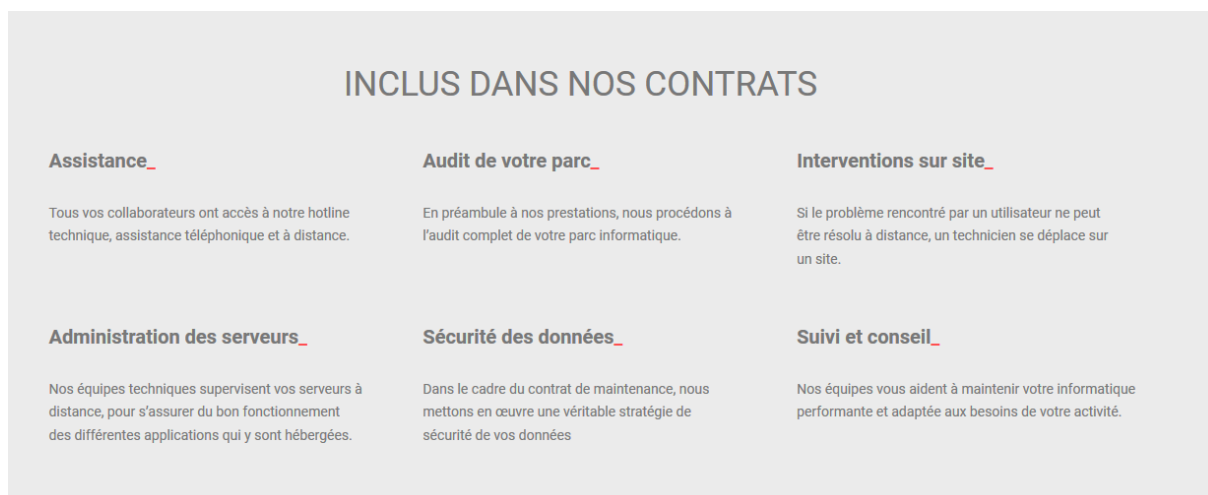 INCLUS DANS NOS CONTRATS
Assistance_
Tous vos collaborateurs ont accès à notre hotline
technique, assistance téléphonique et à distance.
Audit de votre parc_
En préambule à nos prestations, nous procédons à
l'audit complet de votre parc informatique.
Interventions sur site_
Si le problème rencontré par un utilisateur ne peut
être résolu à distance, un technicien se déplace sur
un site.
Administration des serveurs_
Nos équipes techniques supervisent vos serveurs à
distance, pour s'assurer du bon fonctionnement
des différentes applications qui y sont hébergées.
Sécurité des données_
Dans le cadre du contrat de maintenance, nous
mettons en œuvre une véritable stratégie de
sécurité de vos données
Suivi et conseil_
Nos équipes vous aident à maintenir votre informatique
performante et adaptée aux besoins de votre activité.